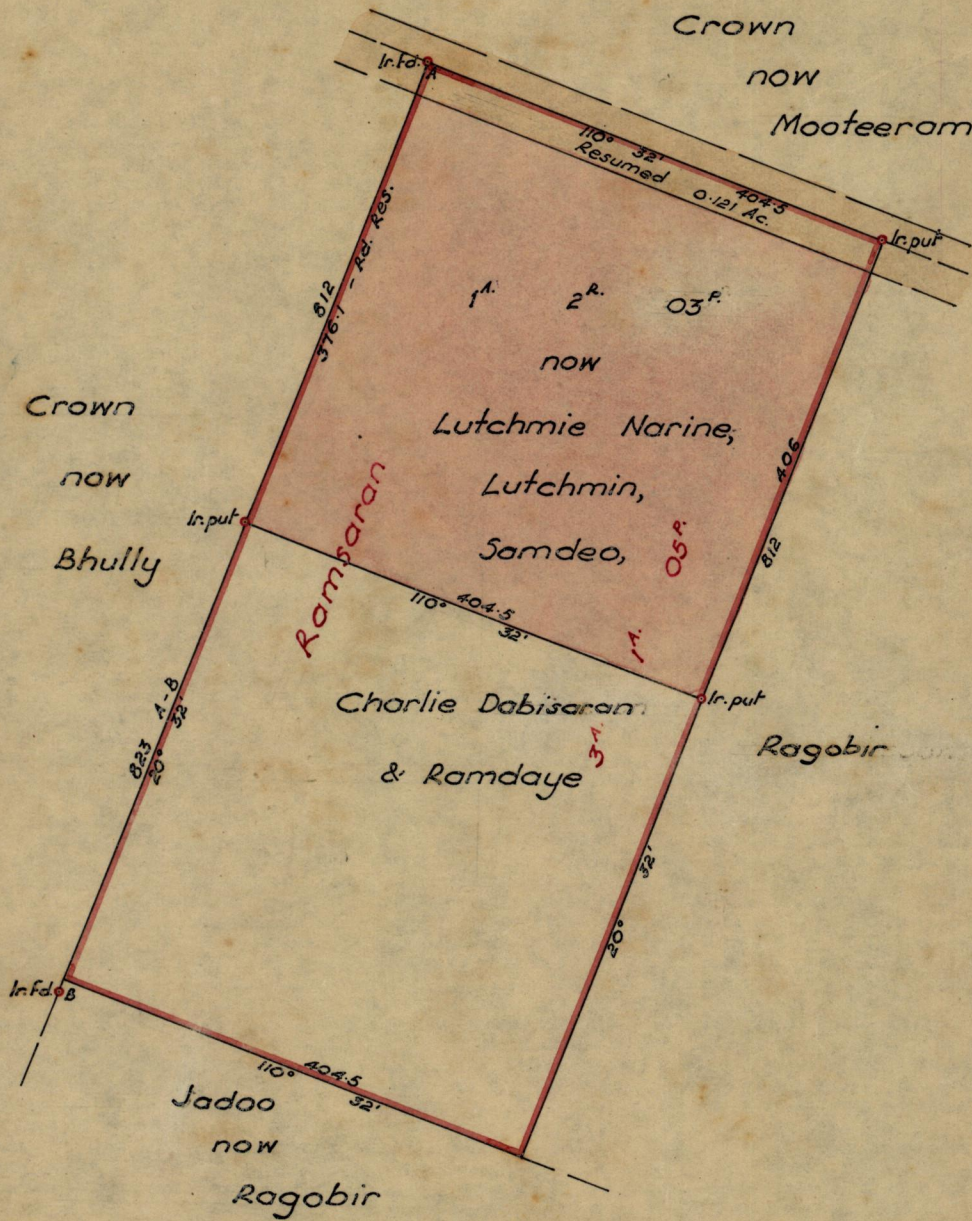 Crown
now
Mooteeram
Ir. Fd. A
110° 32' 404.5
Resumed 0.121 Ac.
Ir. put
812
376.1 - Rd. Res.
1A. 2R. 03P.
now
Lutchmie Narine,
Lutchmin,
Samdeo,
406
812
Crown
now
Bhully
Ir. put
Ramsaran
3A. 1A. 05P.
110° 404.5
32'
Ir. put
Charlie Dabisaram
& Ramdaye
Ragobir
823 A-B
20° 32'
20° 32'
Ir. Fd. B
110° 404.5
32'
Jadoo
now
Ragobir